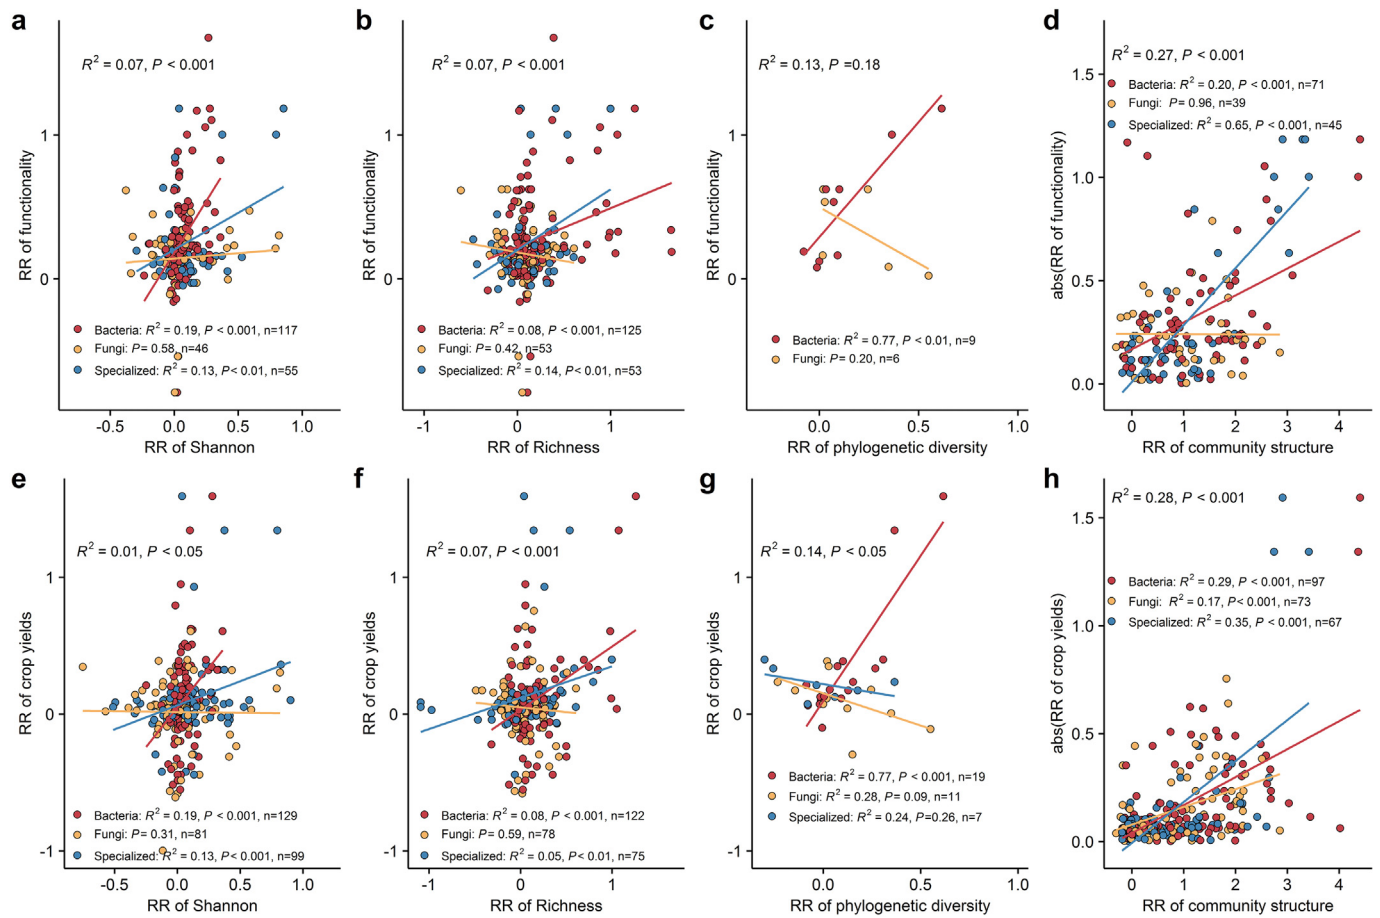 a
R² = 0.07, P < 0.001
1
0
RR of functionality
Bacteria: R² = 0.19, P < 0.001, n=117
Fungi: P = 0.58, n=46
Specialized: R² = 0.13, P < 0.01, n=55
-0.5 0.0 0.5 1.0
RR of Shannon
b
R² = 0.07, P < 0.001
1
0
RR of functionality
Bacteria: R² = 0.08, P < 0.001, n=125
Fungi: P = 0.42, n=53
Specialized: R² = 0.14, P < 0.01, n=53
-1 0 1
RR of Richness
c
R² = 0.13, P =0.18
1
0
RR of functionality
Bacteria: R² = 0.77, P < 0.01, n=9
Fungi: P = 0.20, n=6
0.0 0.5 1.0
RR of phylogenetic diversity
d
R² = 0.27, P < 0.001
Bacteria: R² = 0.20, P < 0.001, n=71
Fungi: P = 0.96, n=39
Specialized: R² = 0.65, P < 0.001, n=45
1.5
1.0
0.5
0.0
abs(RR of functionality)
0 1 2 3 4
RR of community structure
e
R² = 0.01, P < 0.05
1
0
-1
RR of crop yields
Bacteria: R² = 0.19, P < 0.001, n=129
Fungi: P = 0.31, n=81
Specialized: R² = 0.13, P < 0.001, n=99
-0.5 0.0 0.5 1.0
RR of Shannon
f
R² = 0.07, P < 0.001
1
0
-1
RR of crop yields
Bacteria: R² = 0.08, P < 0.001, n=122
Fungi: P = 0.59, n=78
Specialized: R² = 0.05, P < 0.01, n=75
-1 0 1
RR of Richness
g
R² = 0.14, P < 0.05
1
0
-1
RR of crop yields
Bacteria: R² = 0.77, P < 0.001, n=19
Fungi: R² = 0.28, P = 0.09, n=11
Specialized: R² = 0.24, P=0.26, n=7
0.0 0.5 1.0
RR of phylogenetic diversity
h
R² = 0.28, P < 0.001
1.5
1.0
0.5
0.0
abs(RR of crop yields)
Bacteria: R² = 0.29, P < 0.001, n=97
Fungi: R² = 0.17, P < 0.001, n=73
Specialized: R² = 0.35, P < 0.001, n=67
0 1 2 3 4
RR of community structure